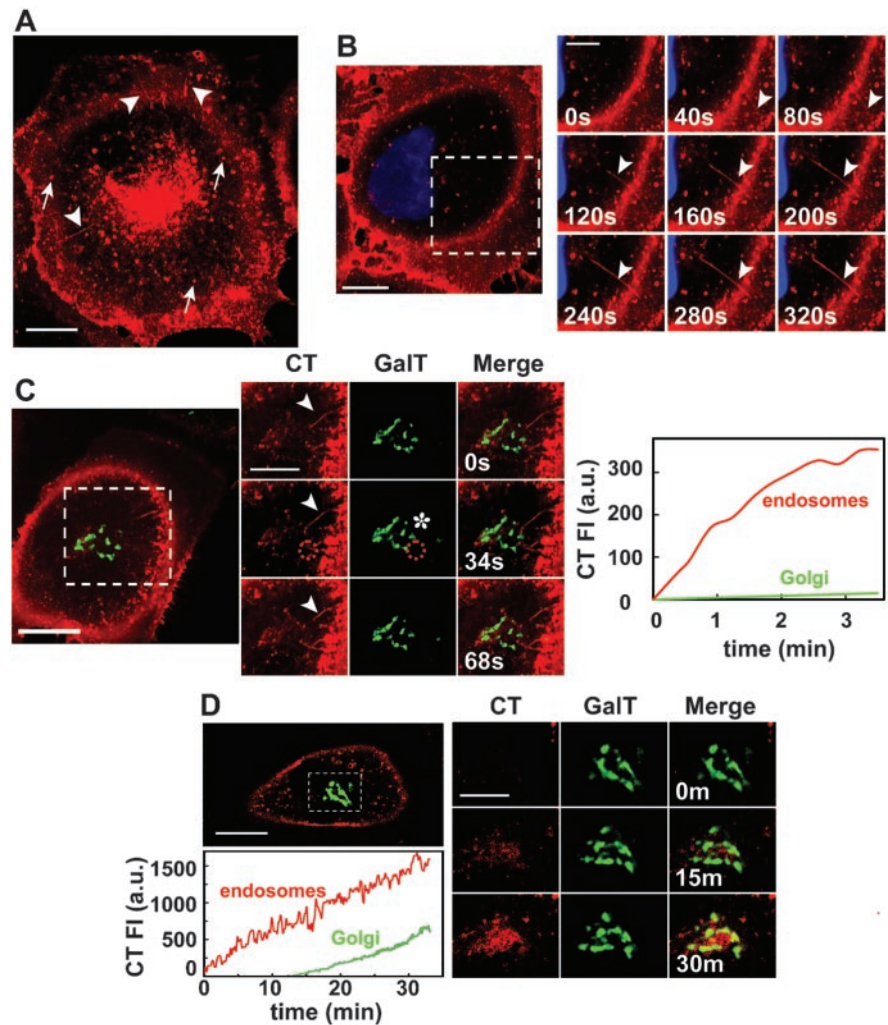 A
B
0s 40s 80s
120s 160s 200s
240s 280s 320s
C
CT GalT Merge
0s
34s
*
68s
CT FI (a.u.)
300
200
100
0
endosomes
Golgi
0 1 2 3
time (min)
D
CT GalT Merge
0m
15m
30m
CT FI (a.u.)
1500
1000
500
0
endosomes
Golgi
0 10 20 30
time (min)